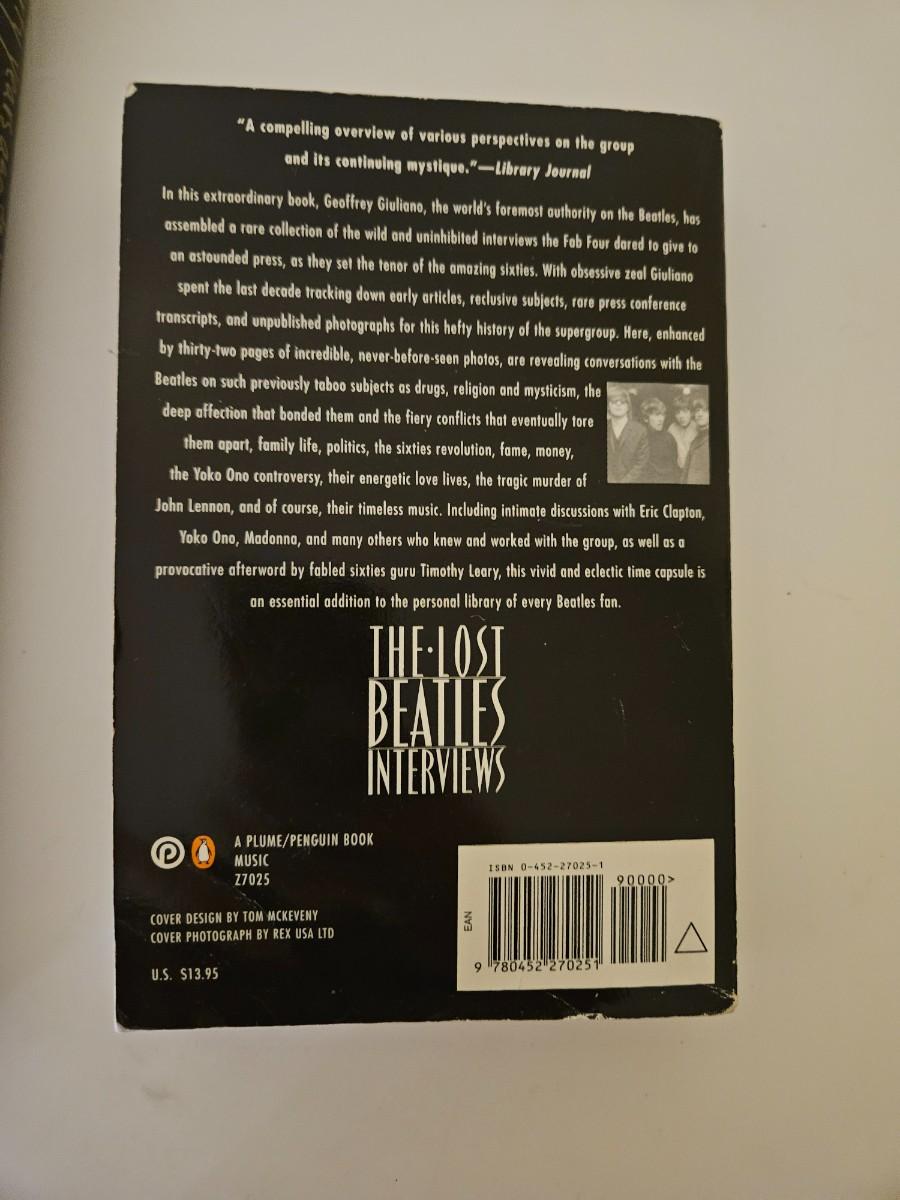 "A compelling overview of various perspectives on the group
and its continuing mystique."—Library Journal
In this extraordinary book, Geoffrey Giuliano, the world's foremost authority on the Beatles, has
assembled a rare collection of the wild and uninhibited interviews the Fab Four dared to give to
an astounded press, as they set the tenor of the amazing sixties. With obsessive zeal Giuliano
spent the last decade tracking down early articles, reclusive subjects, rare press conference
transcripts, and unpublished photographs for this hefty history of the supergroup. Here, enhanced
by thirty-two pages of incredible, never-before-seen photos, are revealing conversations with the
Beatles on such previously taboo subjects as drugs, religion and mysticism, the
deep affection that bonded them and the fiery conflicts that eventually tore
them apart, family life, politics, the sixties revolution, fame, money,
the Yoko Ono controversy, their energetic love lives, the tragic murder of
John Lennon, and of course, their timeless music. Including intimate discussions with Eric Clapton,
Yoko Ono, Madonna, and many others who knew and worked with the group, as well as a
provocative afterword by fabled sixties guru Timothy Leary, this vivid and eclectic time capsule is
an essential addition to the personal library of every Beatles fan.
THE·LOST
BEATLES
INTERVIEWS
A PLUME/PENGUIN BOOK
MUSIC
Z7025
COVER DESIGN BY TOM MCKEVENY
COVER PHOTOGRAPH BY REX USA LTD
U.S. $13.95
ISBN 0-452-27025-1
90000>
EAN
9 780452 270251